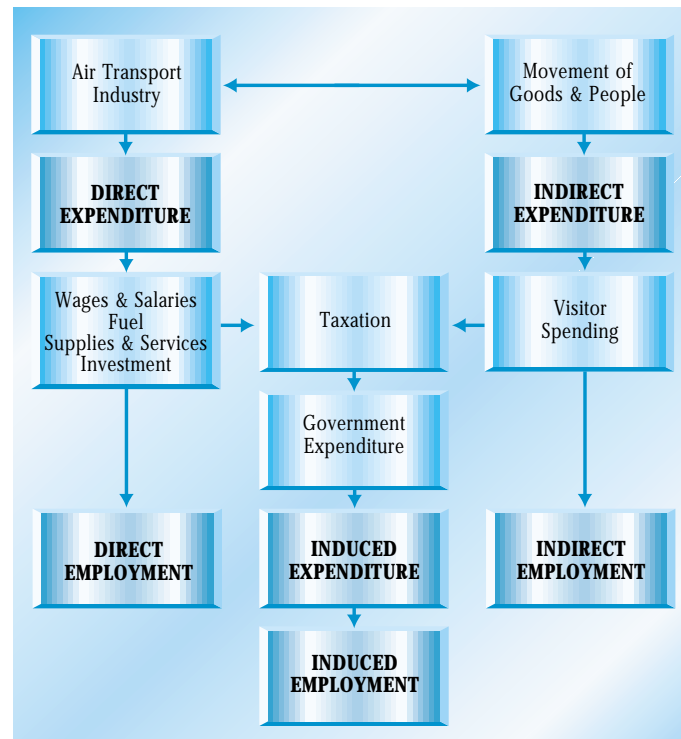 Air Transport
Industry
Movement of
Goods & People
DIRECT
EXPENDITURE
INDIRECT
EXPENDITURE
Wages & Salaries
Fuel
Supplies & Services
Investment
Taxation
Visitor
Spending
Government
Expenditure
DIRECT
EMPLOYMENT
INDUCED
EXPENDITURE
INDIRECT
EMPLOYMENT
INDUCED
EMPLOYMENT